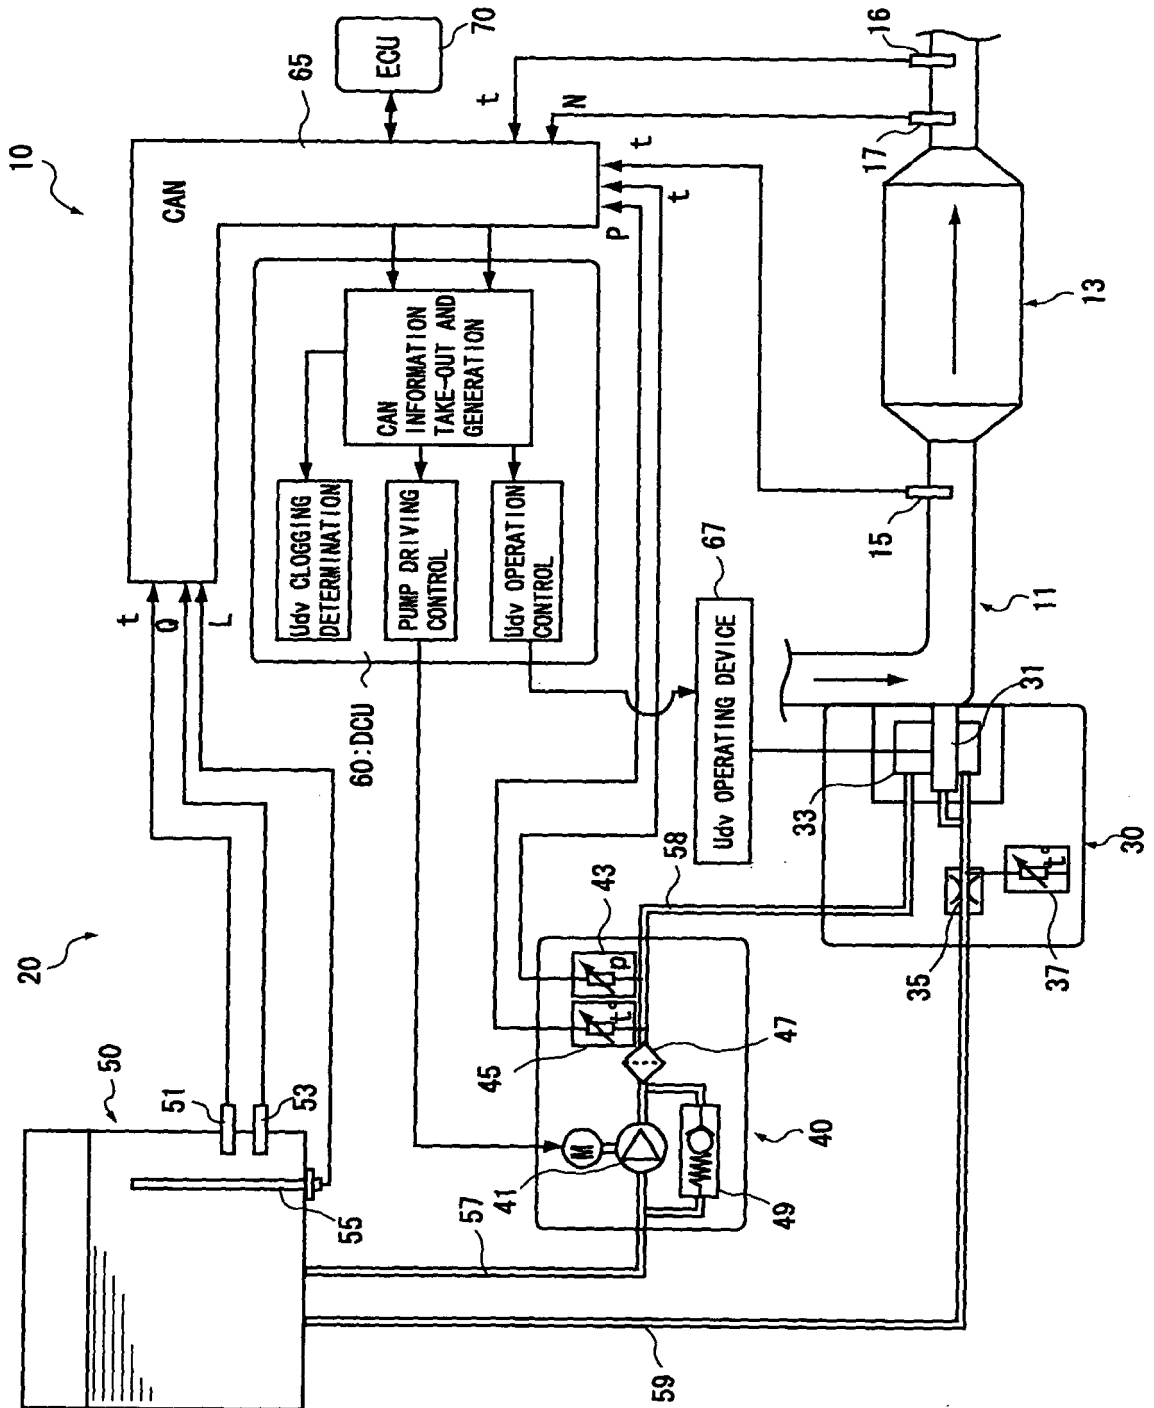 10
20
16
70
ECU
65
CAN
t
N
17
t
t
P
13
CAN
INFORMATION
TAKE-OUT AND
GENERATION
Udv CLOGGING
DETERMINATION
PUMP DRIVING
CONTROL
Udv OPERATION
CONTROL
60:DCU
t
Q
L
67
Udv OPERATING DEVICE
15
11
31
33
30
58
43
p
t°
45
47
35
t°
37
50
51
53
55
M
41
40
49
57
59